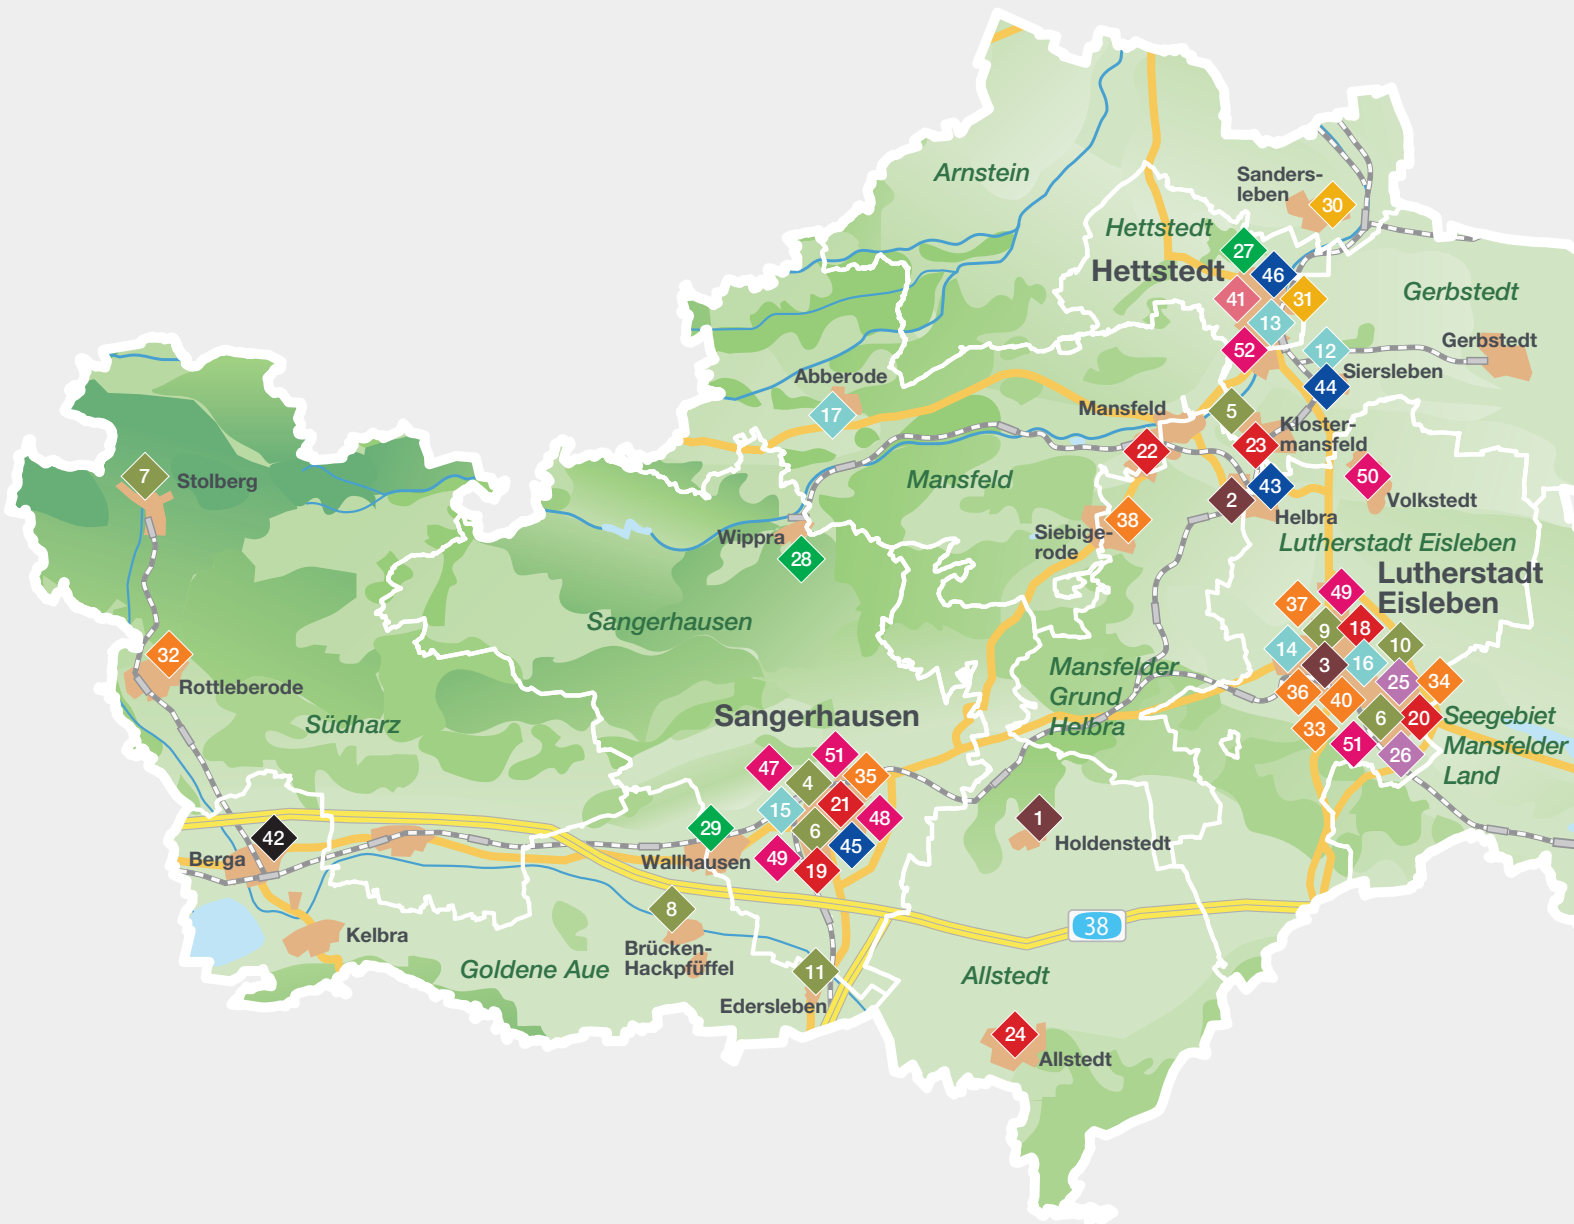 Arnstein
Sanders-
leben
30
Hettstedt
27
Hettstedt
46
41
31
Gerbstedt
13
52
12
Gerbstedt
Siersleben
44
Abberode
17
Mansfeld
5
Kloster-
mansfeld
23
22
Mansfeld
50
Volkstedt
43
2
Helbra
7
Stolberg
38
Siebige-
rode
Wippra
28
Lutherstadt Eisleben
Lutherstadt
Eisleben
49
37
9
18
10
14
3
16
25
34
36
40
6
20
33
51
26
Seegebiet
Mansfelder
Land
Sangerhausen
32
Rottleberode
Mansfelder
Grund
Helbra
Südharz
Sangerhausen
51
47
35
4
21
15
48
6
45
49
19
29
Wallhausen
1
Holdenstedt
42
Berga
8
Brücken-
Hackpfüffel
38
Kelbra
Goldene Aue
11
Edersleben
Allstedt
24
Allstedt